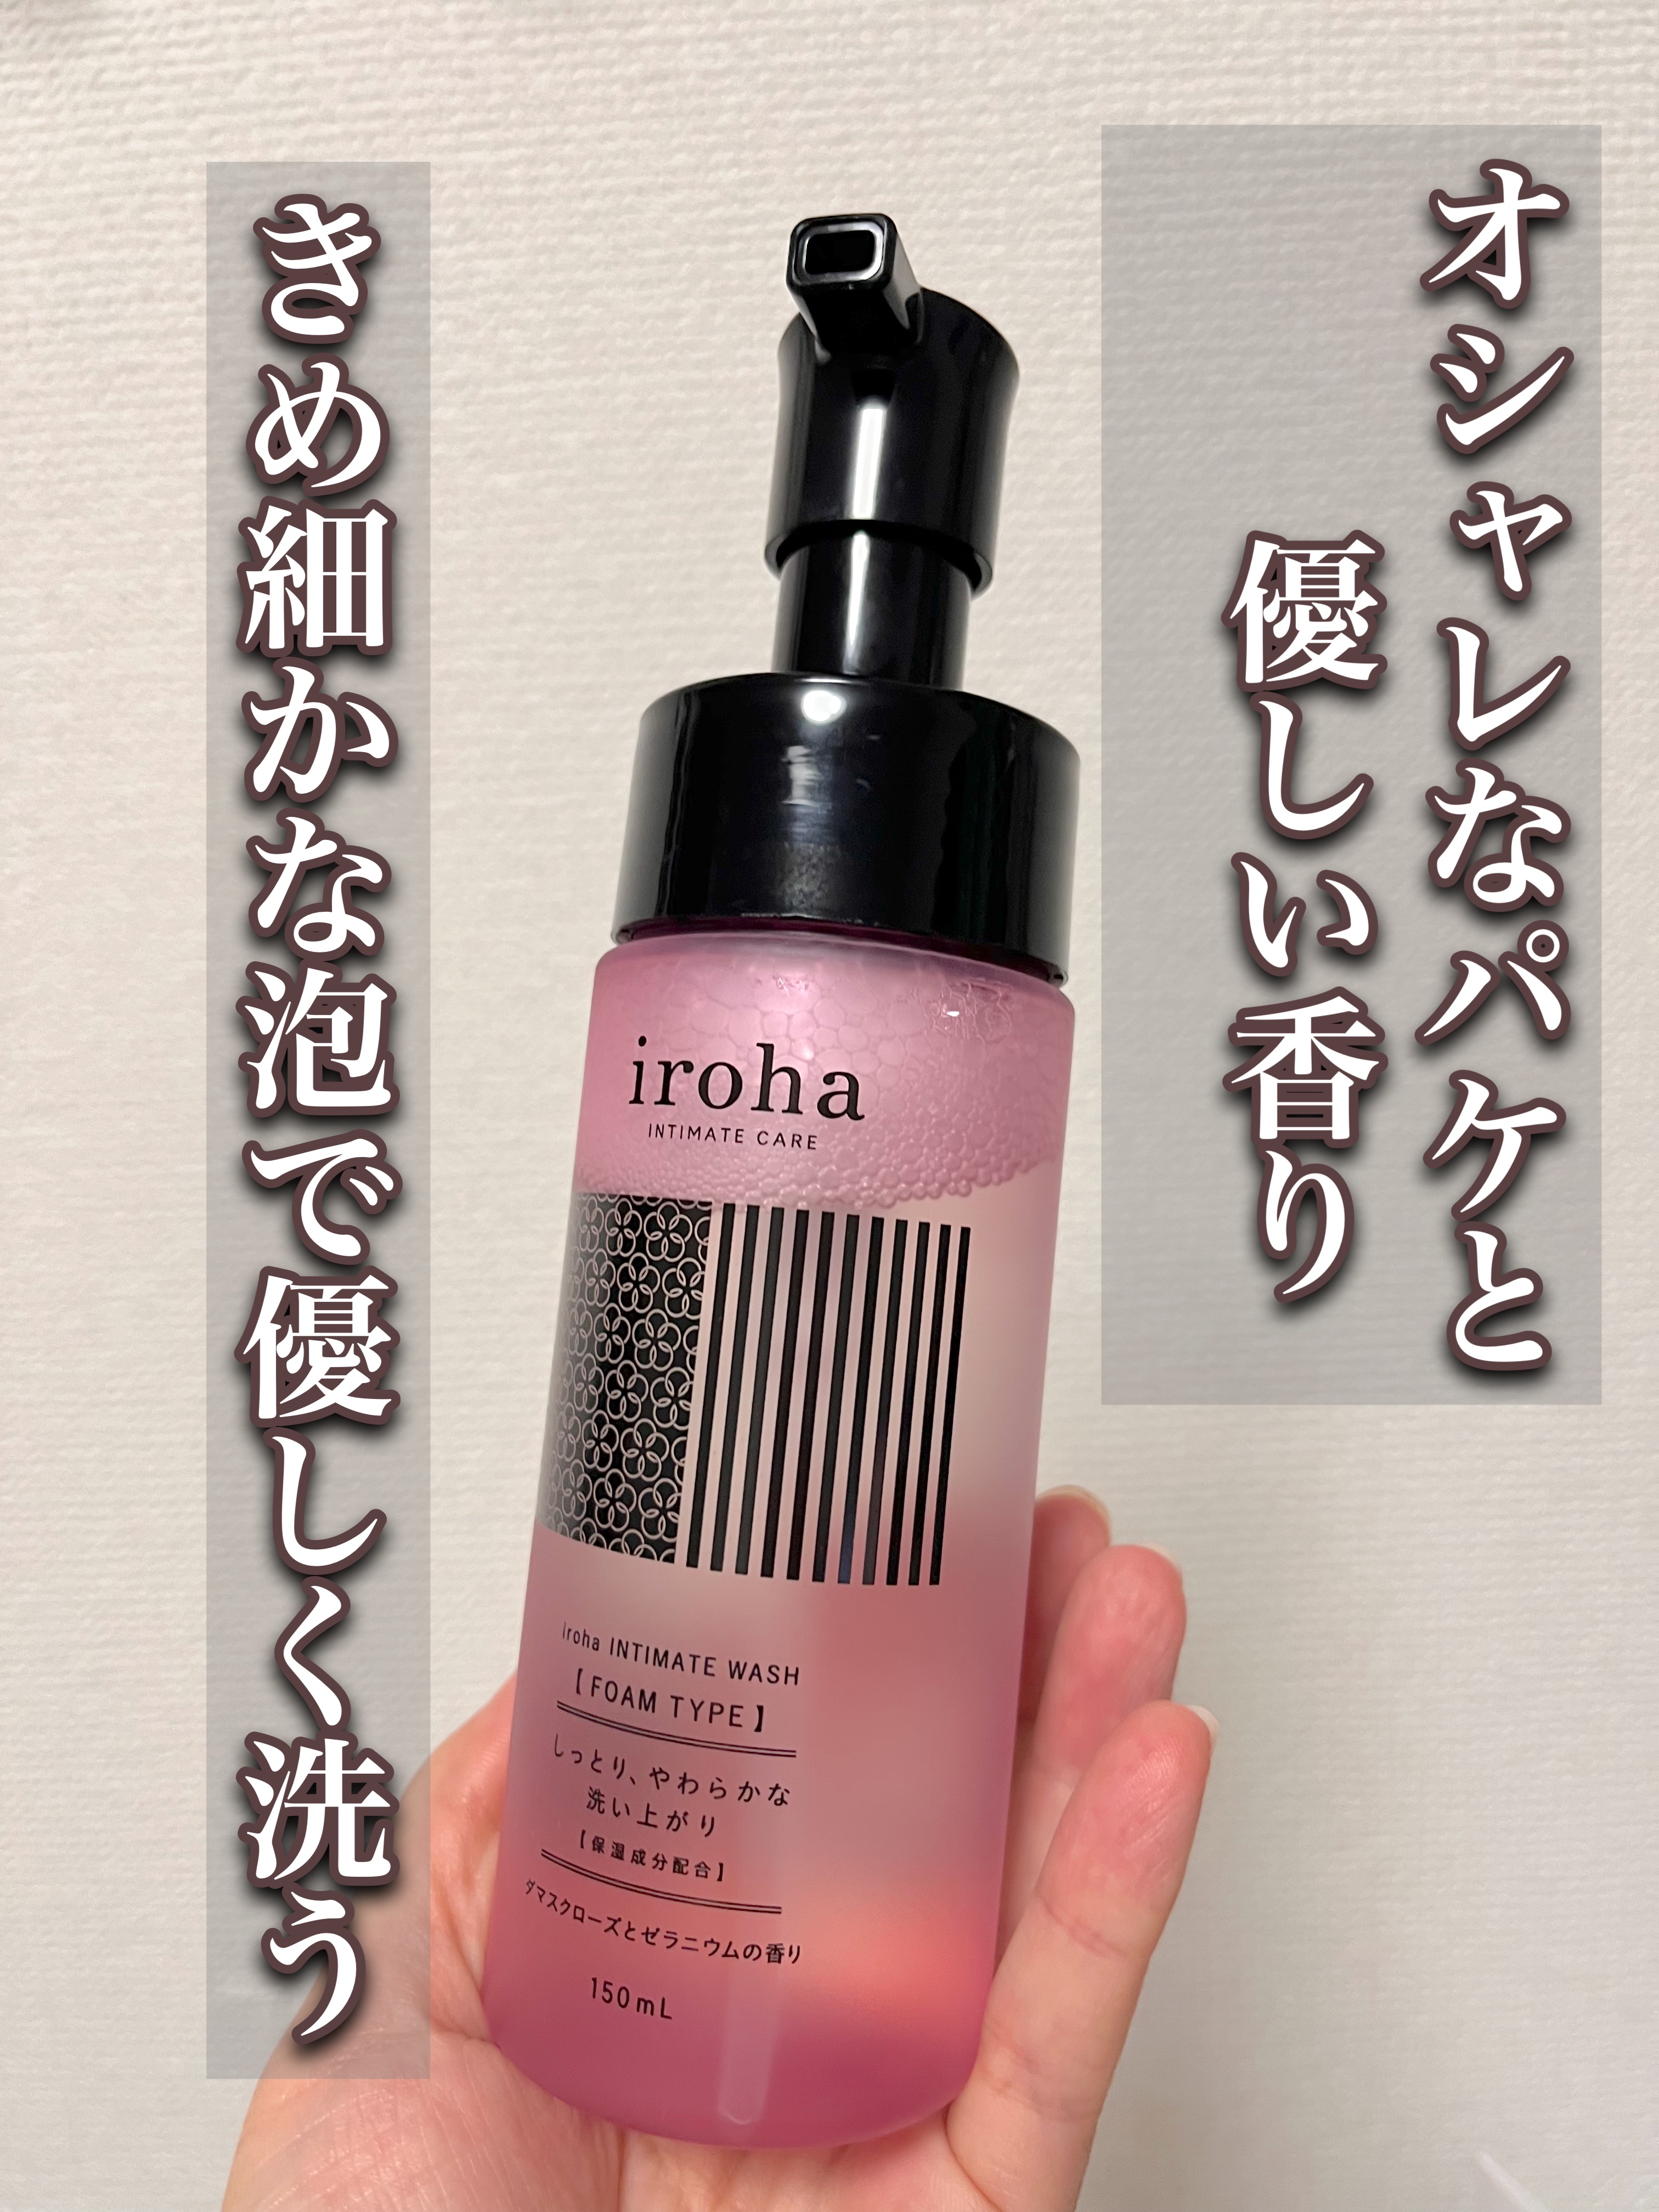 オシャレなパケと
優しい香り
きめ細かな泡で優しく洗う
iroha
INTIMATE CARE
iroha INTIMATE WASH
【FOAM TYPE】
しっとり、やわらかな
洗い上がり
【保湿成分配合】
ダマスクローズとゼラニウムの香り
150mL